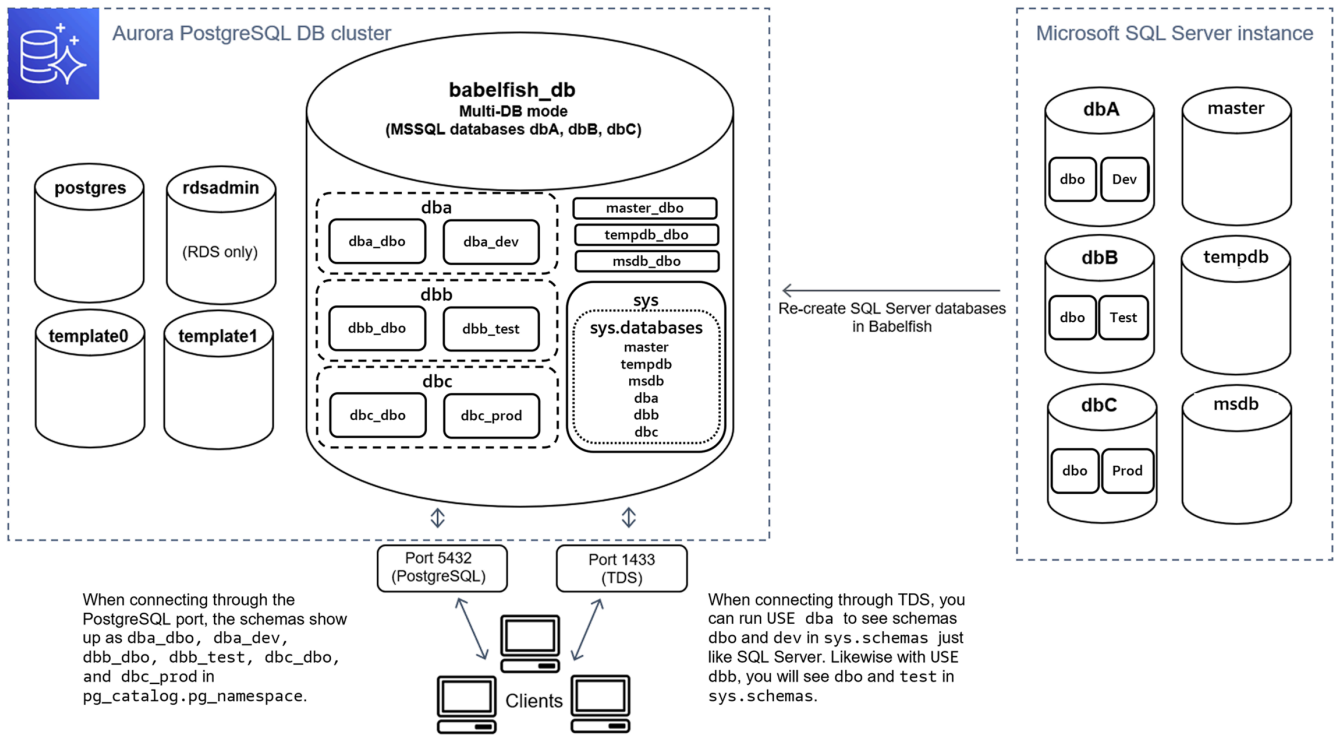 Aurora PostgreSQL DB cluster
babelfish_db
Multi-DB mode
(MSSQL databases dbA, dbB, dbC)
postgres
rdsadmin
(RDS only)
template0
template1
dba
dba_dbo
dba_dev
dbb
dbb_dbo
dbb_test
dbc
dbc_dbo
dbc_prod
master_dbo
tempdb_dbo
msdb_dbo
sys
sys.databases
master
tempdb
msdb
dba
dbb
dbc
Re-create SQL Server databases
in Babelfish
Microsoft SQL Server instance
dbA
dbo
Dev
master
dbB
dbo
Test
tempdb
dbC
dbo
Prod
msdb
Port 5432
(PostgreSQL)
Port 1433
(TDS)
When connecting through the
PostgreSQL port, the schemas show
up as dba_dbo, dba_dev,
dbb_dbo, dbb_test, dbc_dbo,
and dbc_prod in
pg_catalog.pg_namespace.
Clients
When connecting through TDS, you
can run USE dba to see schemas
dbo and dev in sys.schemas just
like SQL Server. Likewise with USE
dbb, you will see dbo and test in
sys.schemas.